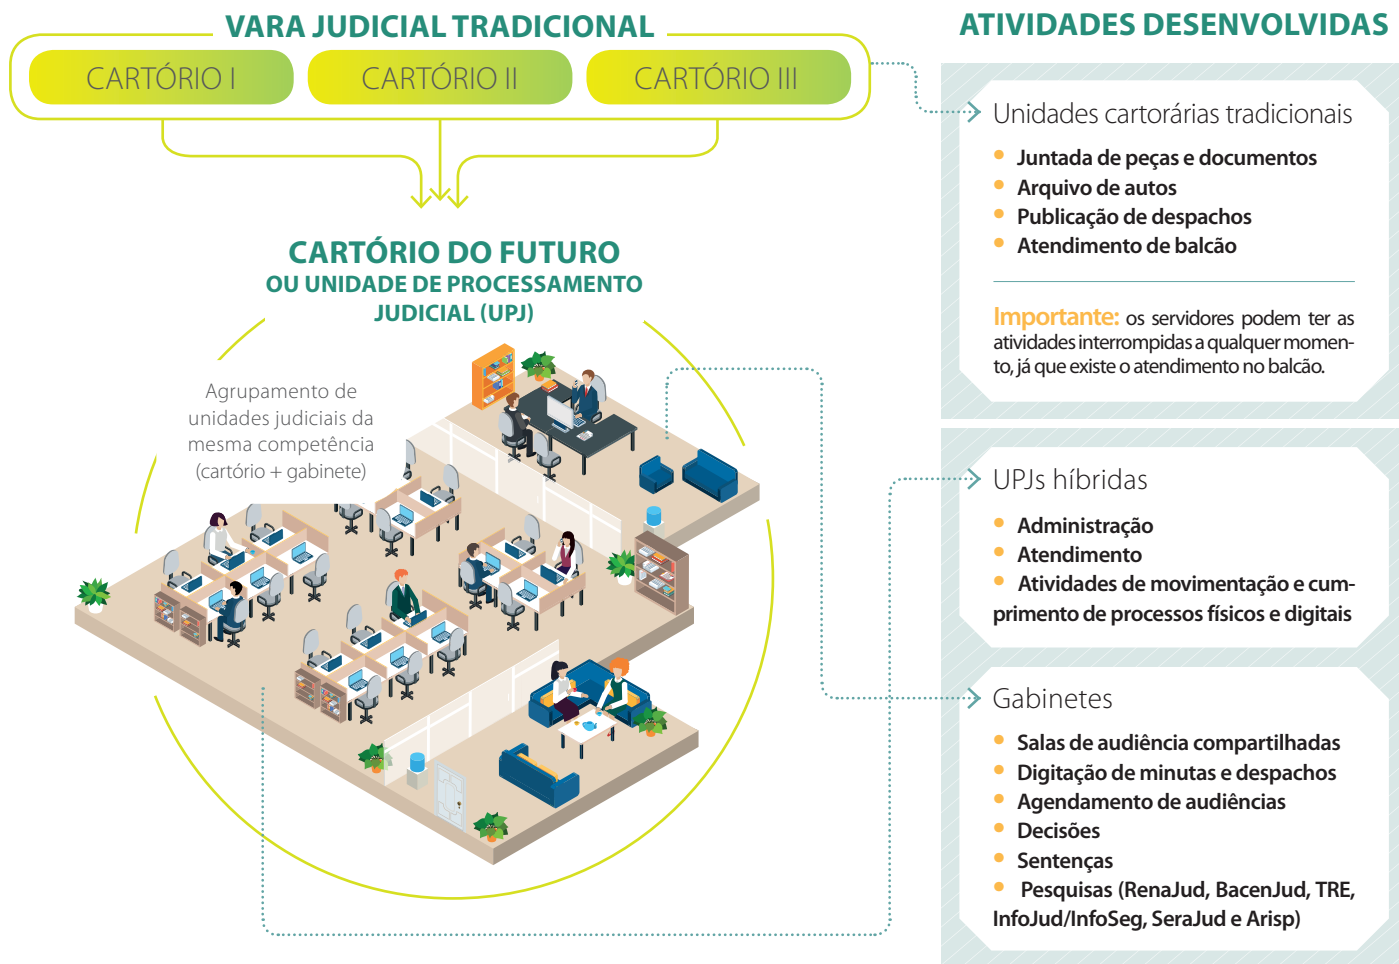 VARA JUDICIAL TRADICIONAL
CARTÓRIO I
CARTÓRIO II
CARTÓRIO III
CARTÓRIO DO FUTURO
OU UNIDADE DE PROCESSAMENTO
JUDICIAL (UPJ)
Agrupamento de
unidades judiciais da
mesma competência
(cartório + gabinete)
ATIVIDADES DESENVOLVIDAS
Unidades cartorárias tradicionais
• Juntada de peças e documentos
• Arquivo de autos
• Publicação de despachos
• Atendimento de balcão
Importante: os servidores podem ter as
atividades interrompidas a qualquer momen-
to, já que existe o atendimento no balcão.
UPJs híbridas
• Administração
• Atendimento
• Atividades de movimentação e cum-
primento de processos físicos e digitais
Gabinetes
• Salas de audiência compartilhadas
• Digitação de minutas e despachos
• Agendamento de audiências
• Decisões
• Sentenças
• Pesquisas (RenaJud, BacenJud, TRE,
InfoJud/InfoSeg, SeraJud e Arisp)